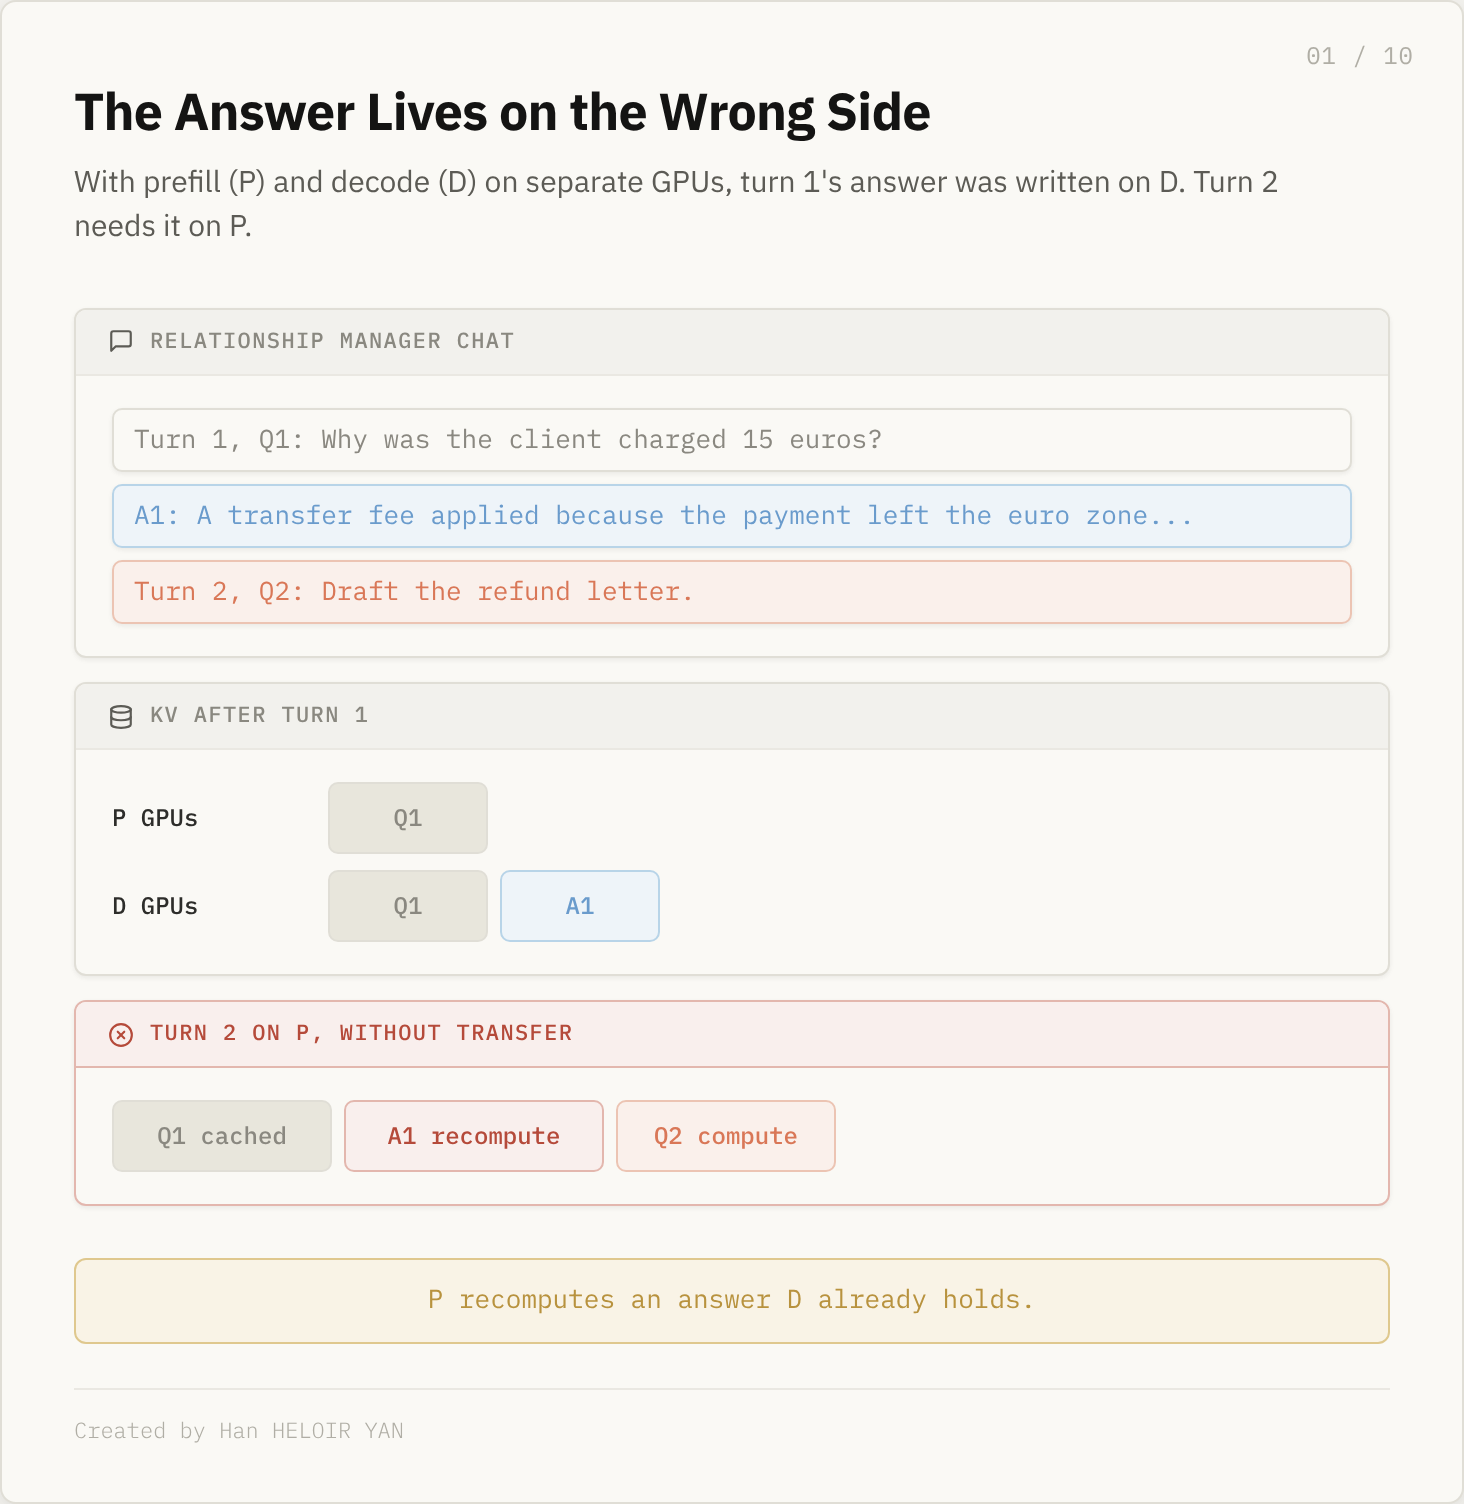 01 / 10
The Answer Lives on the Wrong Side
With prefill (P) and decode (D) on separate GPUs, turn 1's answer was written on D. Turn 2
needs it on P.
RELATIONSHIP MANAGER CHAT
Turn 1, Q1: Why was the client charged 15 euros?
A1: A transfer fee applied because the payment left the euro zone...
Turn 2, Q2: Draft the refund letter.
KV AFTER TURN 1
P GPUs Q1
D GPUs Q1 A1
TURN 2 ON P, WITHOUT TRANSFER
Q1 cached A1 recompute Q2 compute
P recomputes an answer D already holds.
Created by Han HELOIR YAN